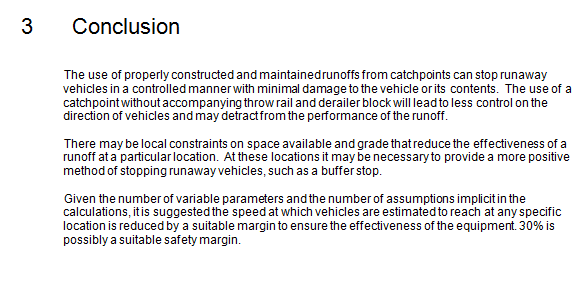 3 Conclusion
The use of properly constructed and maintained runoffs from catchpoints can stop runaway
vehicles in a controlled manner with minimal damage to the vehicle or its contents. The use of a
catchpoint without accompanying throw rail and derailer block will lead to less control on the
direction of vehicles and may detract from the performance of the runoff.
There may be local constraints on space available and grade that reduce the effectiveness of a
runoff at a particular location. At these locations it may be necessary to provide a more positive
method of stopping runaway vehicles, such as a buffer stop.
Given the number of variable parameters and the number of assumptions implicit in the
calculations, it is suggested the speed at which vehicles are estimated to reach at any specific
location is reduced by a suitable margin to ensure the effectiveness of the equipment. 30% is
possibly a suitable safety margin.